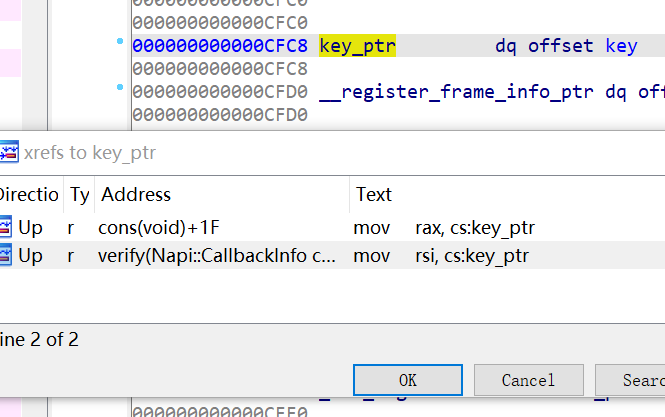 000000000000CFC0
000000000000CFC0
000000000000CFC8 key_ptr dq offset key
000000000000CFC8
000000000000CFD0 __register_frame_info_ptr dq off
000000000000CFD0
xrefs to key_ptr
Directio Ty Address Text
Up r cons(void)+1F mov rax, cs:key_ptr
Up r verify(Napi::CallbackInfo c... mov rsi, cs:key_ptr
ine 2 of 2
OK Cancel Searc
000000000000CFE0